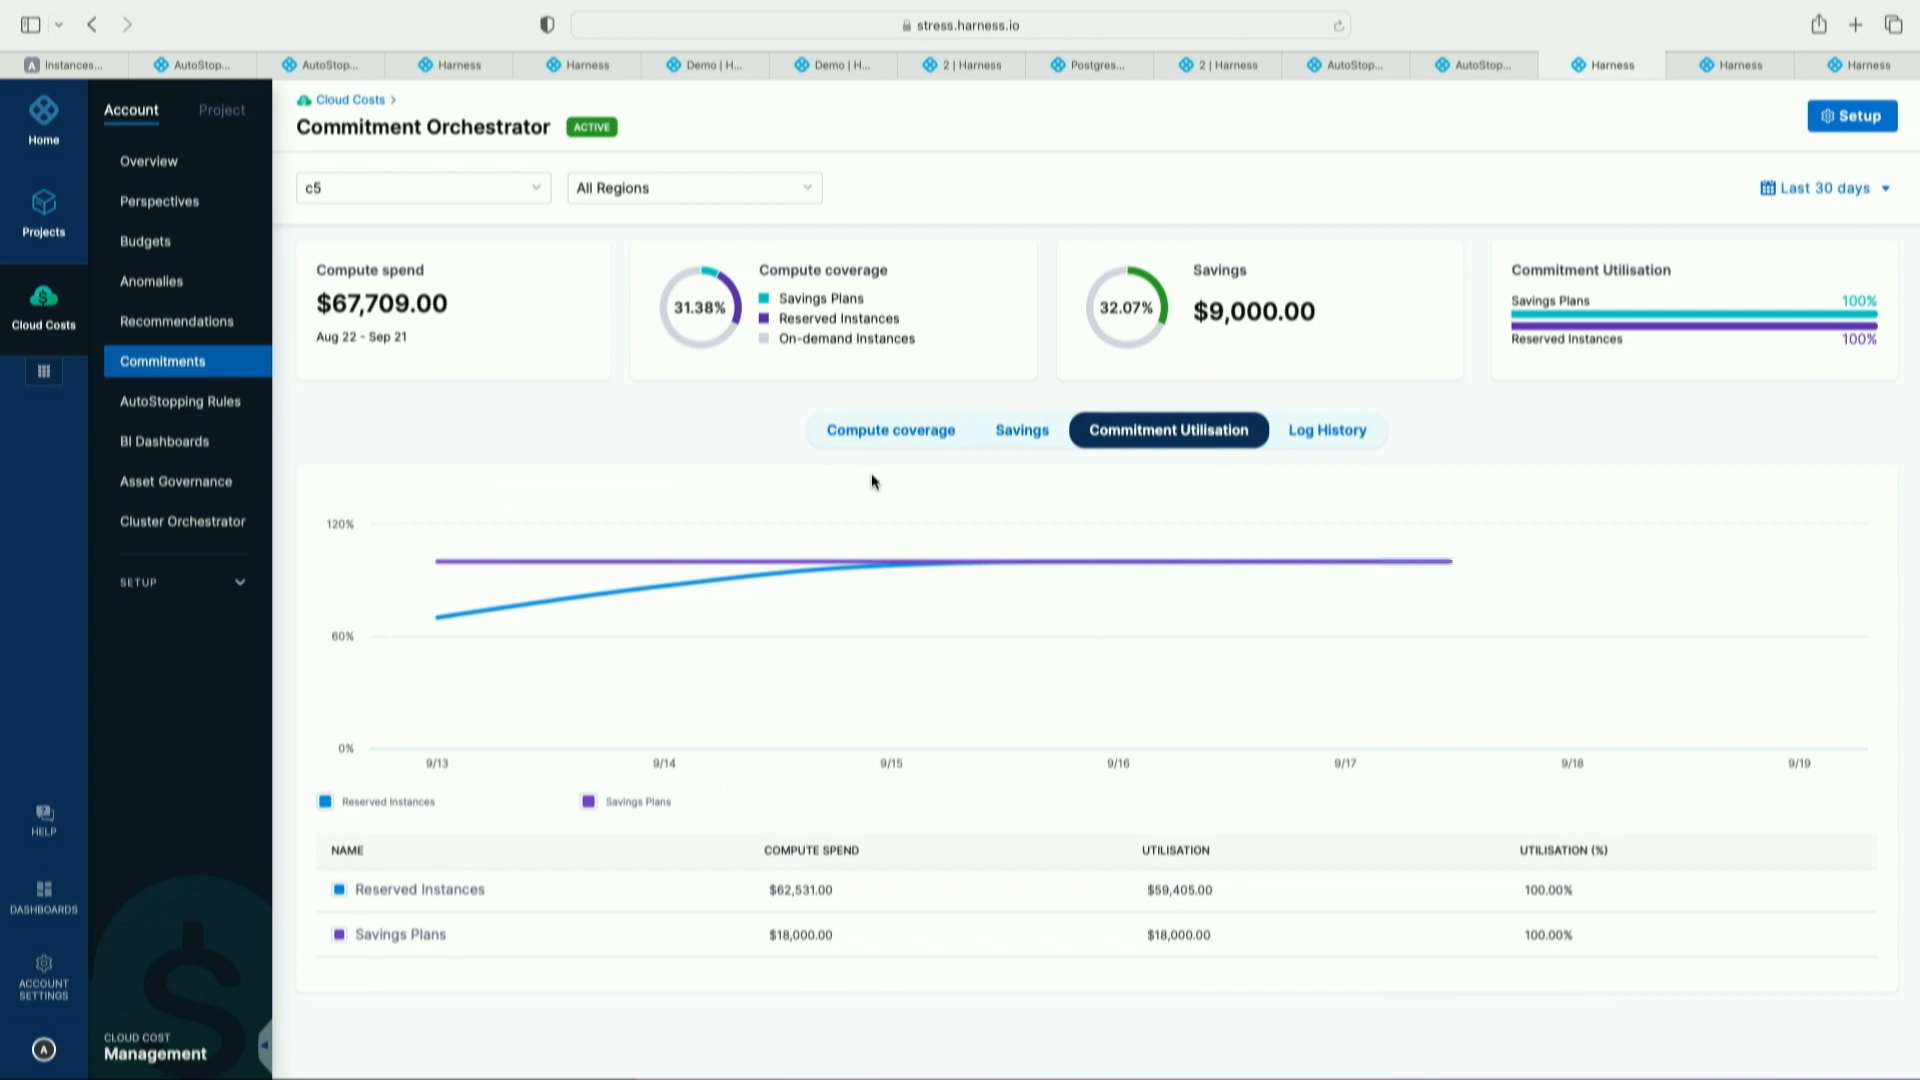 stress.harness.io
Instances...
AutoStop...
AutoStop...
Harness
Harness
Demo | H...
Demo | H...
2 | Harness
Postgres...
2 | Harness
AutoStop...
AutoStop...
Harness
Harness
Harness
Home
Projects
Cloud Costs
HELP
DASHBOARDS
ACCOUNT
SETTINGS
A
Account
Project
Overview
Perspectives
Budgets
Anomalies
Recommendations
Commitments
AutoStopping Rules
BI Dashboards
Asset Governance
Cluster Orchestrator
SETUP
CLOUD COST
Management
Cloud Costs >
Commitment Orchestrator ACTIVE
Setup
c5
All Regions
Last 30 days
Compute spend
$67,709.00
Aug 22 - Sep 21
31.38%
Compute coverage
Savings Plans
Reserved Instances
On-demand Instances
32.07%
Savings
$9,000.00
Commitment Utilisation
Savings Plans 100%
Reserved Instances 100%
Compute coverage
Savings
Commitment Utilisation
Log History
120%
60%
0%
9/13 9/14 9/15 9/16 9/17 9/18 9/19
Reserved Instances
Savings Plans
NAME COMPUTE SPEND UTILISATION UTILISATION (%)
Reserved Instances $62,531.00 $59,405.00 100.00%
Savings Plans $18,000.00 $18,000.00 100.00%